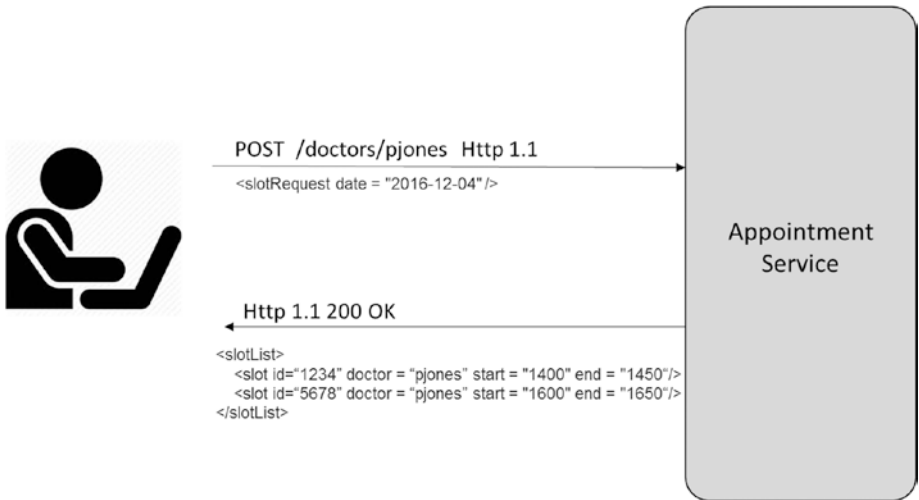 POST /doctors/pjones Http 1.1
<slotRequest date = "2016-12-04"/>
Appointment
Service
Http 1.1 200 OK
<slotList>
<slot id=“1234” doctor = “pjones” start = "1400" end = "1450“/>
<slot id=“5678” doctor = “pjones” start = "1600" end = "1650“/>
</slotList>